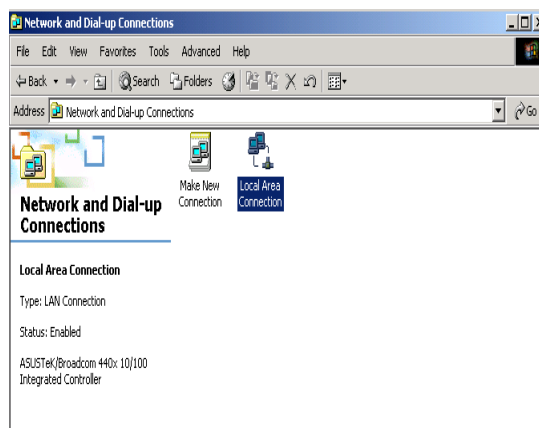 Network and Dial-up Connections
File Edit View Favorites Tools Advanced Help
Back Search Folders
Address Network and Dial-up Connections Go
Make New Connection
Local Area Connection
Network and Dial-up
Connections
Local Area Connection
Type: LAN Connection
Status: Enabled
ASUSTeK/Broadcom 440x 10/100
Integrated Controller